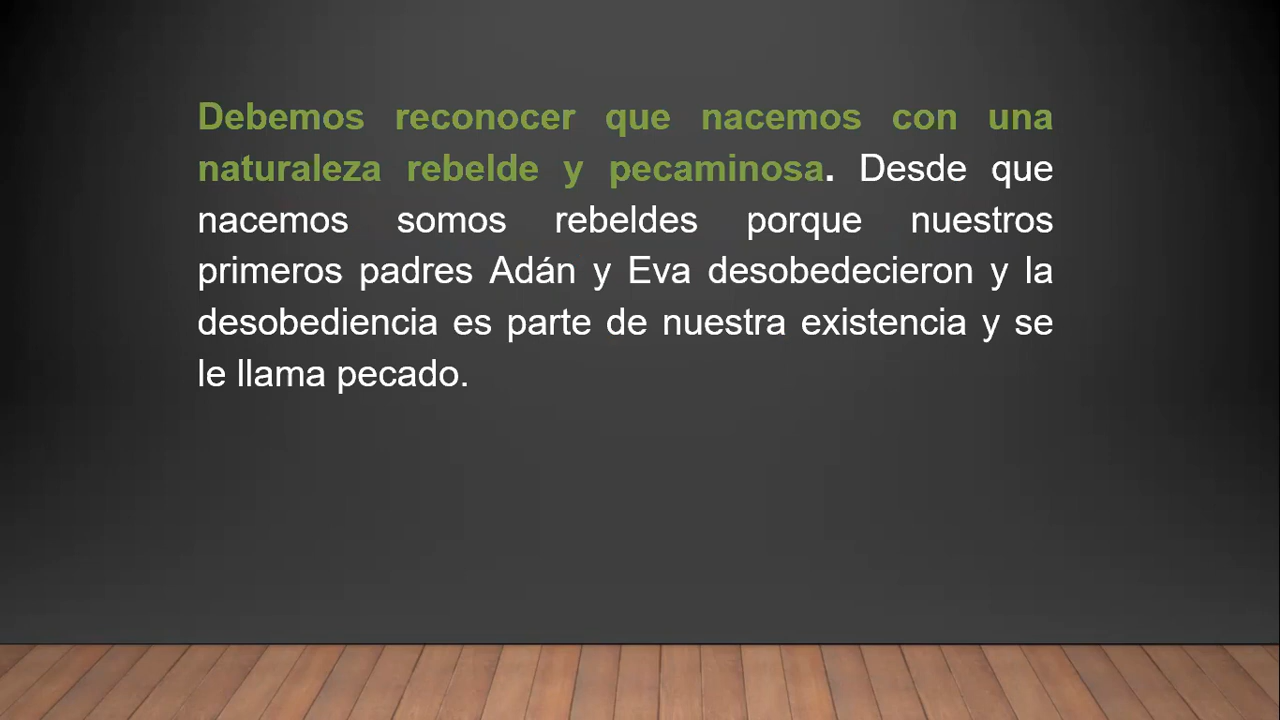 Debemos reconocer que nacemos con una
naturaleza rebelde y pecaminosa. Desde que
nacemos somos rebeldes porque nuestros
primeros padres Adán y Eva desobedecieron y la
desobediencia es parte de nuestra existencia y se
le llama pecado.